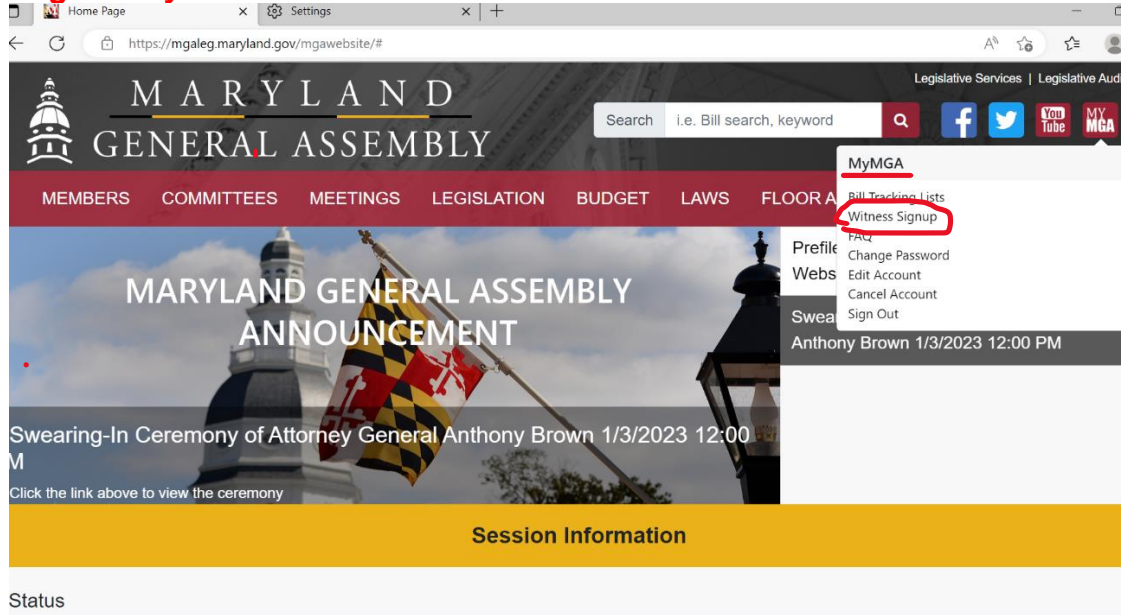 Home Page
Settings
https://mgaleg.maryland.gov/mgawebsite/#
Legislative Services | Legislative Audi
MARYLAND
GENERAL ASSEMBLY
Search i.e. Bill search, keyword
You Tube
MY MGA
MEMBERS COMMITTEES MEETINGS LEGISLATION BUDGET LAWS FLOOR A
MyMGA
Bill Tracking Lists
Witness Signup
FAQ
Change Password
Edit Account
Cancel Account
Sign Out
MARYLAND GENERAL ASSEMBLY
ANNOUNCEMENT
Prefile
Webs
Swea
Anthony Brown 1/3/2023 12:00 PM
Swearing-In Ceremony of Attorney General Anthony Brown 1/3/2023 12:00
M
Click the link above to view the ceremony
Session Information
Status